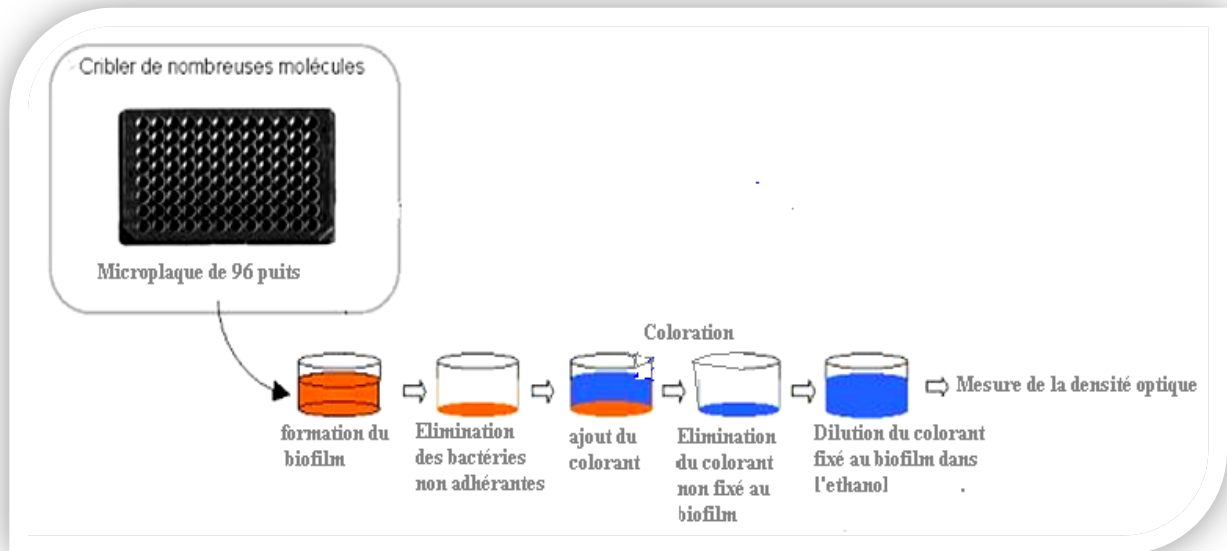 Cribler de nombreuses molécules
Microplaque de 96 puits
Coloration
formation du
biofilm
Elimination
des bactéries
non adhérantes
ajout du
colorant
Elimination
du colorant
non fixé au
biofilm
Dilution du colorant
fixé au biofilm dans
l'ethanol
Mesure de la densité optique